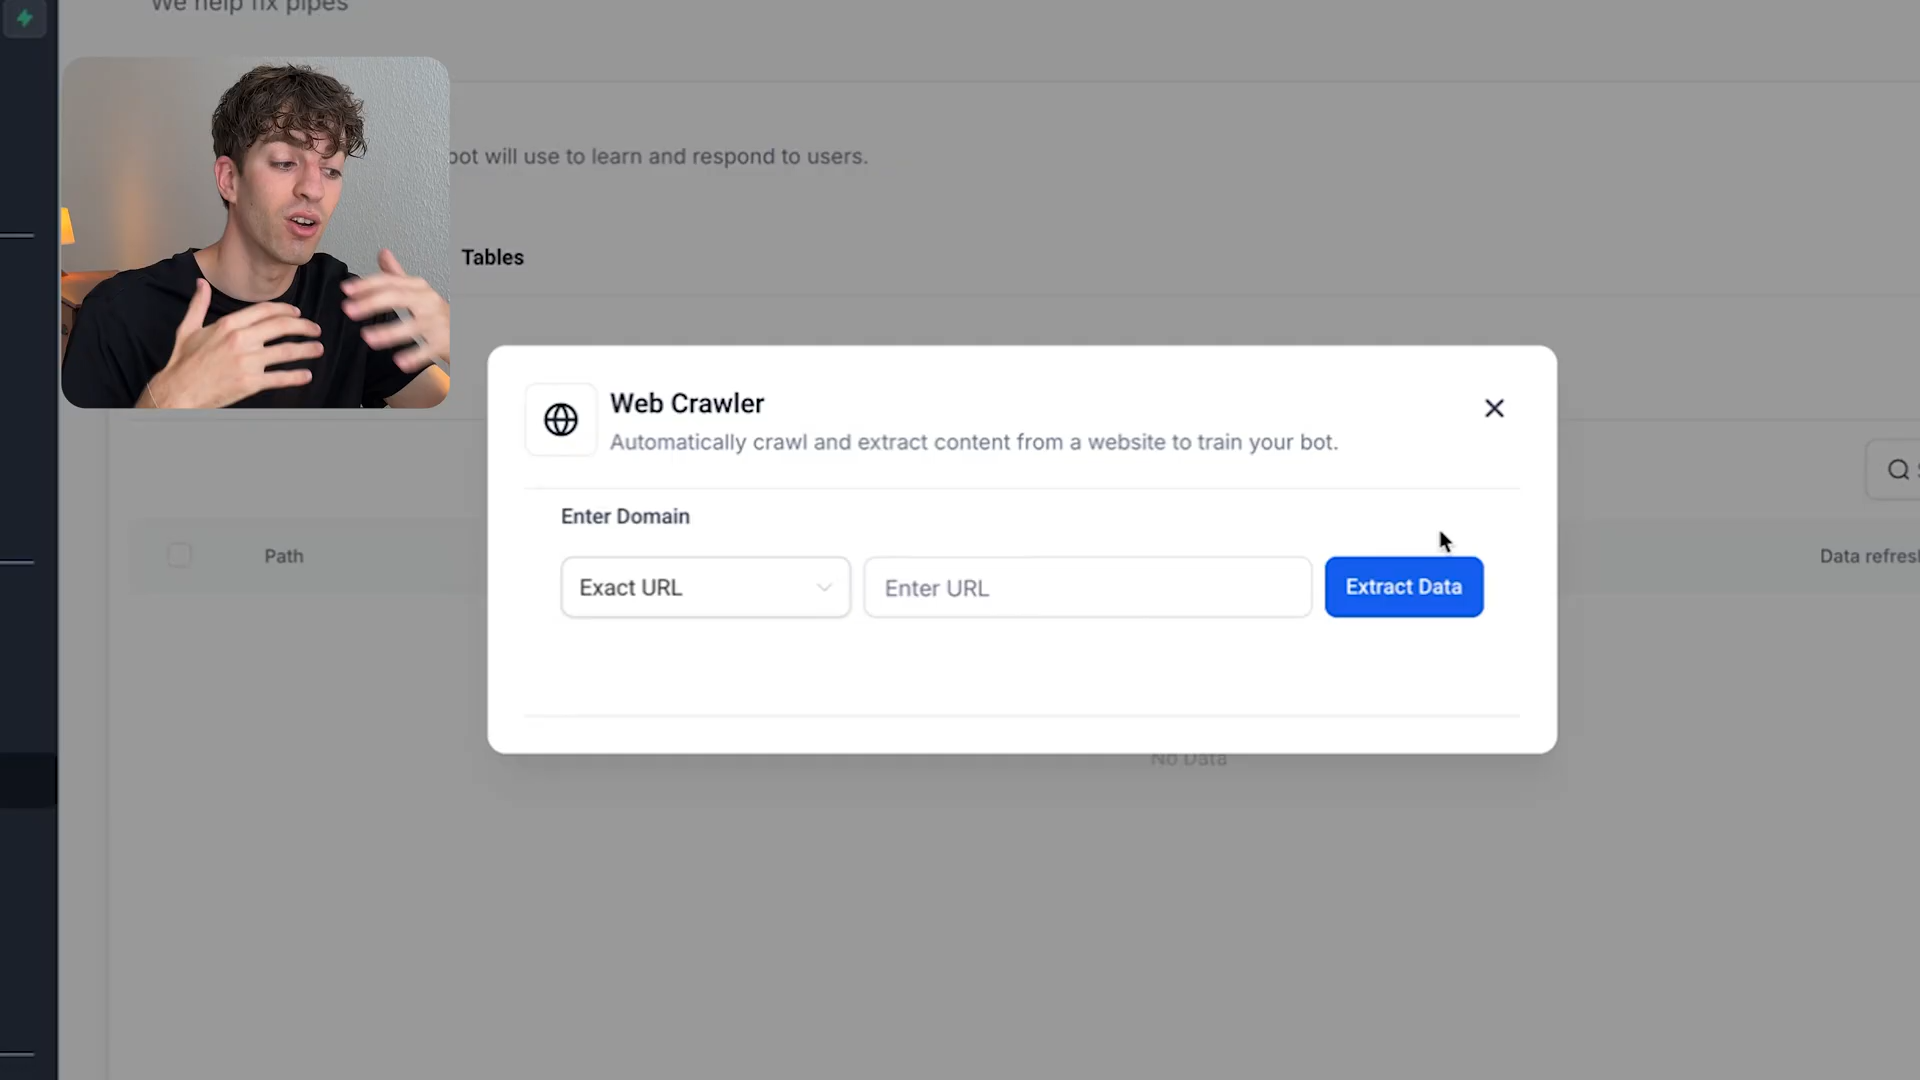 We help fix pipes
bot will use to learn and respond to users.
Tables
Web Crawler
Automatically crawl and extract content from a website to train your bot.
Enter Domain
Exact URL
Enter URL
Extract Data
Path
Data refresh
No Data